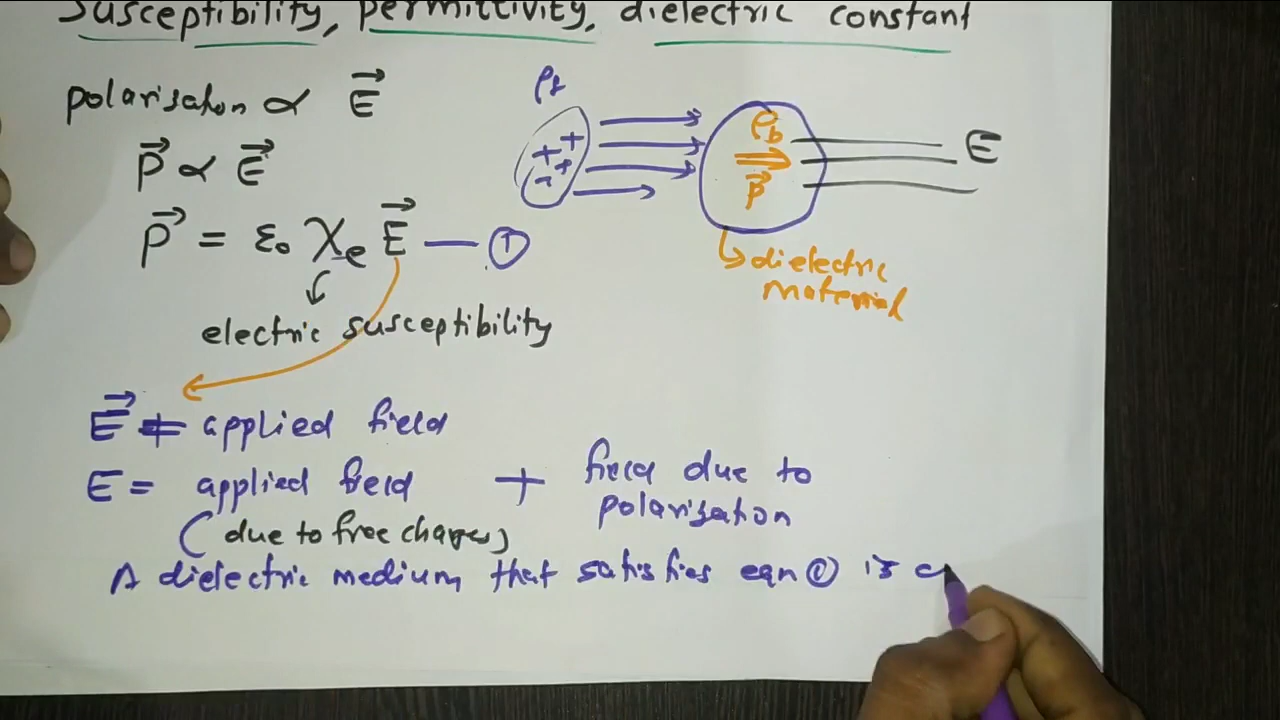 Susceptibility, permittivity, dielectric constant
polarisation ∝ E⃗
P⃗ ∝ E⃗
P⃗ = ε₀ χₑ E⃗ — ①
electric susceptibility
ρf
+ +
+ +
ρb
P⃗
E
dielectric
material
E⃗ ≠ applied field
E = applied field + field due to
polarization
(due to free charges)
A dielectric medium that satisfies eqn ① is